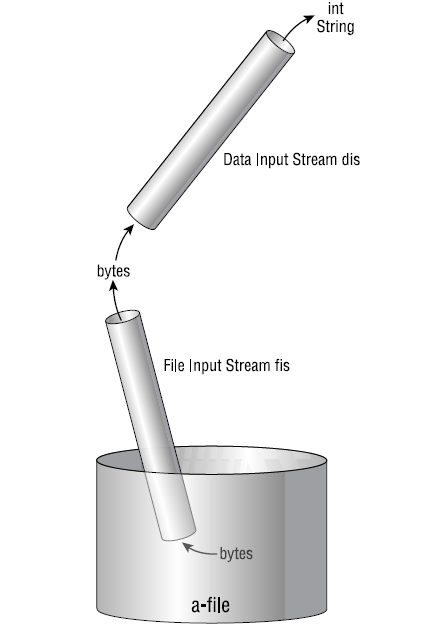 int
String
Data Input Stream dis
bytes
File Input Stream fis
bytes
a-file